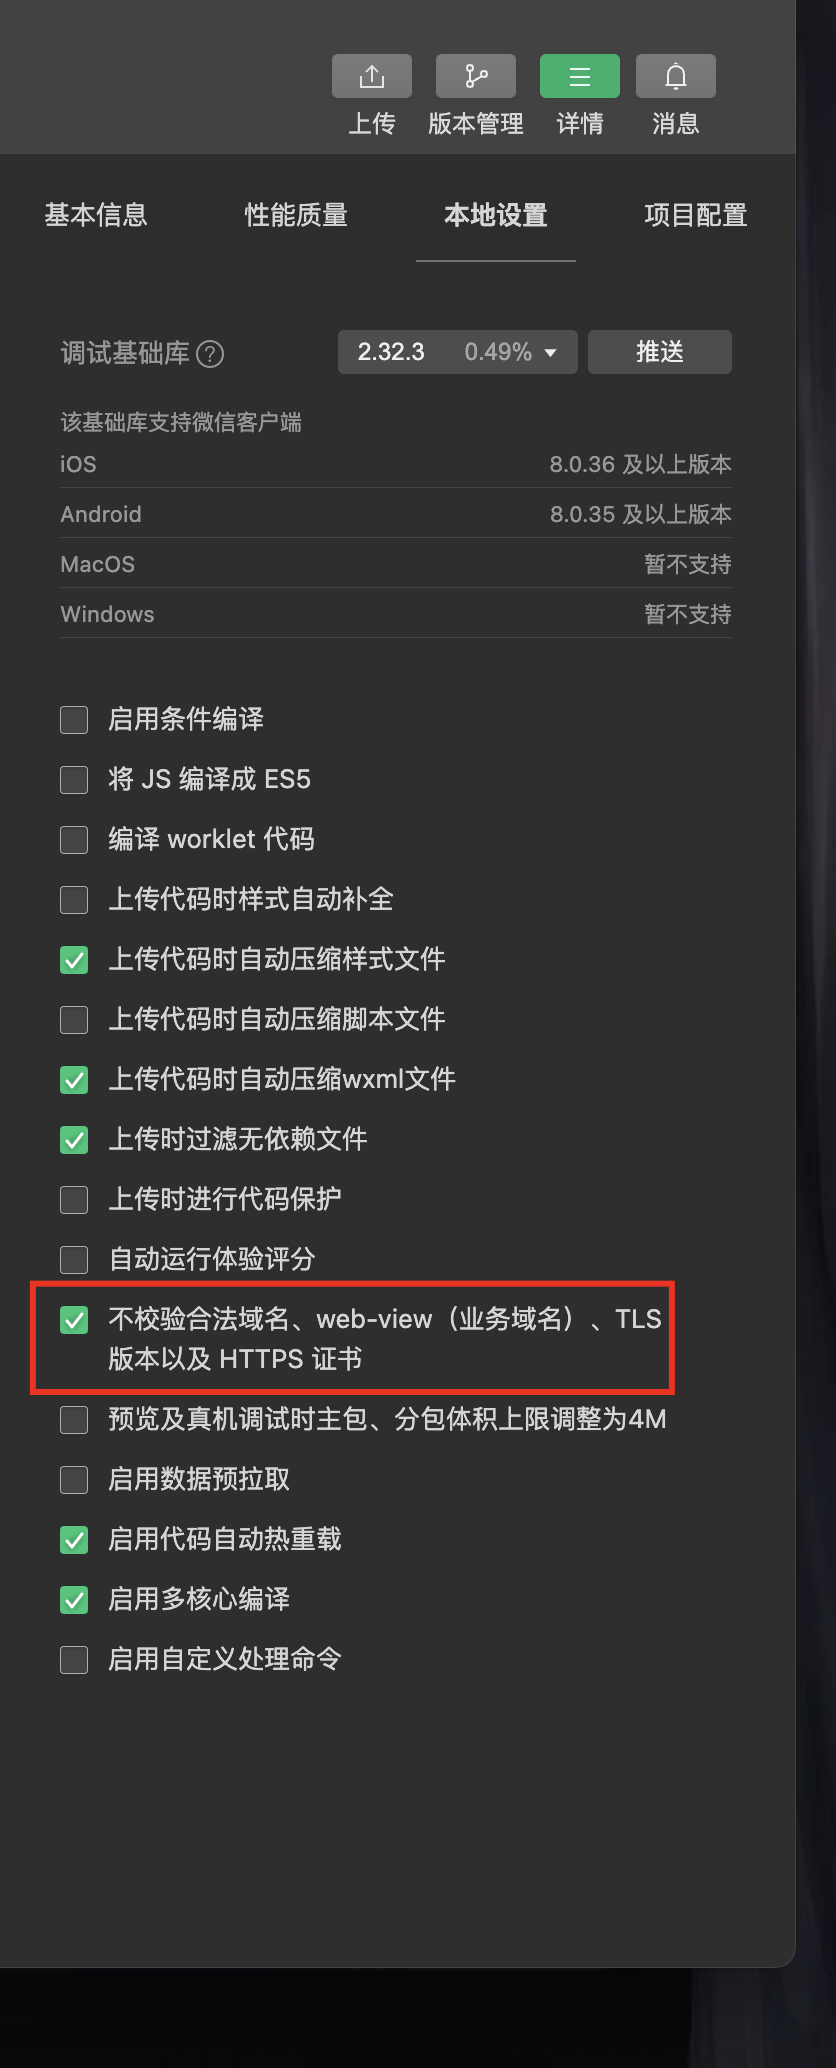 上传 版本管理 详情 消息
基本信息 性能质量 本地设置 项目配置
调试基础库 ? 2.32.3 0.49% 推送
该基础库支持微信客户端
iOS 8.0.36 及以上版本
Android 8.0.35 及以上版本
MacOS 暂不支持
Windows 暂不支持
启用条件编译
将 JS 编译成 ES5
编译 worklet 代码
上传代码时样式自动补全
上传代码时自动压缩样式文件
上传代码时自动压缩脚本文件
上传代码时自动压缩wxml文件
上传时过滤无依赖文件
上传时进行代码保护
自动运行体验评分
不校验合法域名、web-view（业务域名）、TLS
版本以及 HTTPS 证书
预览及真机调试时主包、分包体积上限调整为4M
启用数据预拉取
启用代码自动热重载
启用多核心编译
启用自定义处理命令